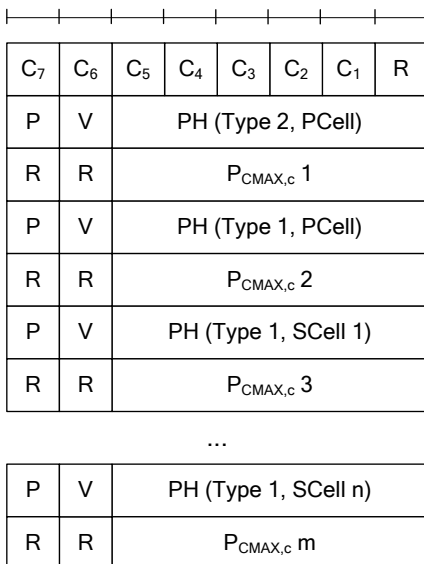 C7 C6 C5 C4 C3 C2 C1 R
P V PH (Type 2, PCell)
R R PCMAX,c 1
P V PH (Type 1, PCell)
R R PCMAX,c 2
P V PH (Type 1, SCell 1)
R R PCMAX,c 3
...
P V PH (Type 1, SCell n)
R R PCMAX,c m